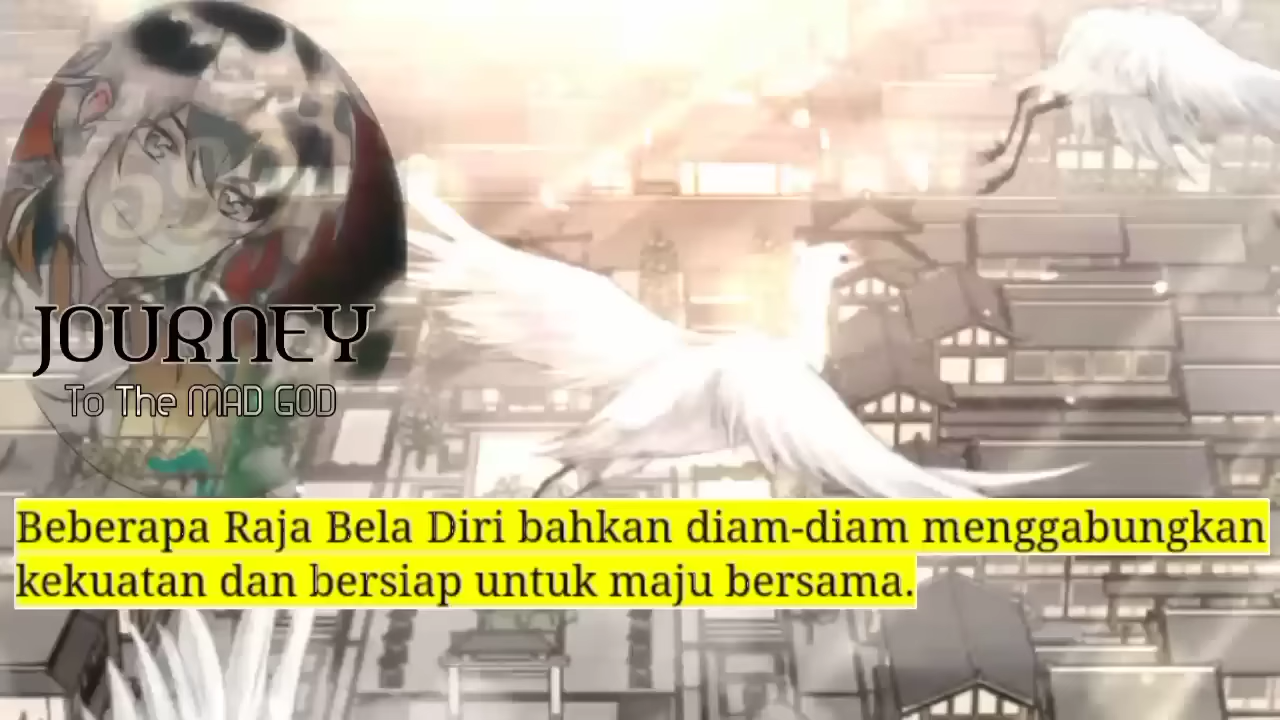 JOURNEY
To The MAD GOD
Beberapa Raja Bela Diri bahkan diam-diam menggabungkan
kekuatan dan bersiap untuk maju bersama.